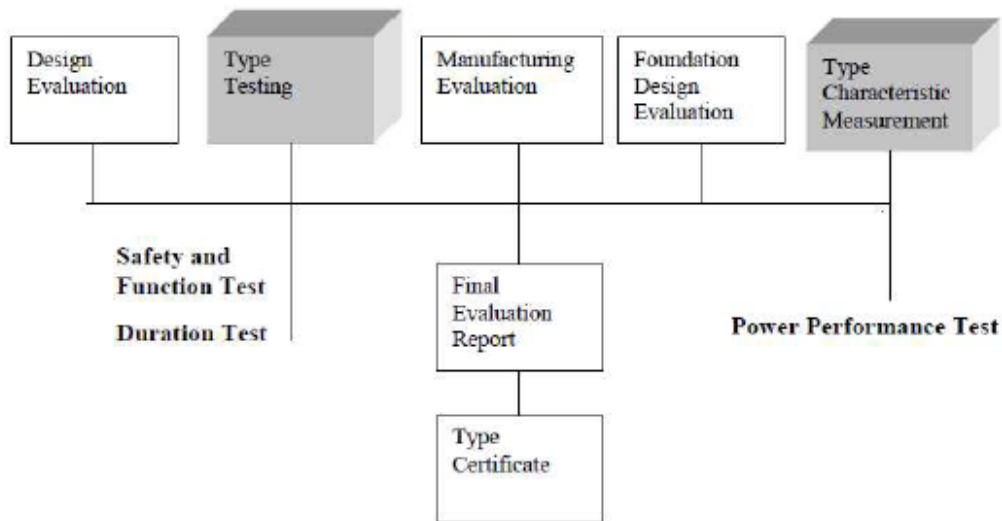 Design
Evaluation
Type
Testing
Manufacturing
Evaluation
Foundation
Design
Evaluation
Type
Characteristic
Measurement
Safety and
Function Test
Duration Test
Final
Evaluation
Report
Power Performance Test
Type
Certificate